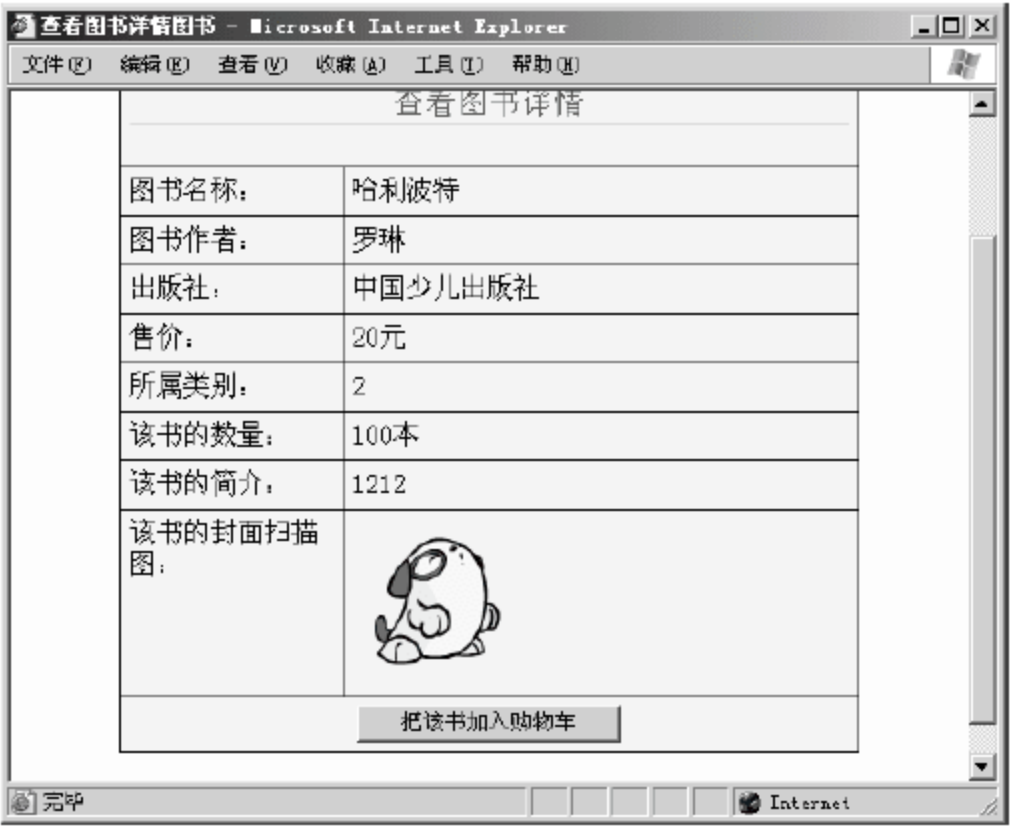 查看图书详情图书 - Microsoft Internet Explorer
文件(F) 编辑(E) 查看(V) 收藏(A) 工具(T) 帮助(H)
查看图书详情
图书名称： 哈利波特
图书作者： 罗琳
出版社： 中国少儿出版社
售价： 20元
所属类别： 2
该书的数量： 100本
该书的简介： 1212
该书的封面扫描
图：
把该书加入购物车
完毕 Internet